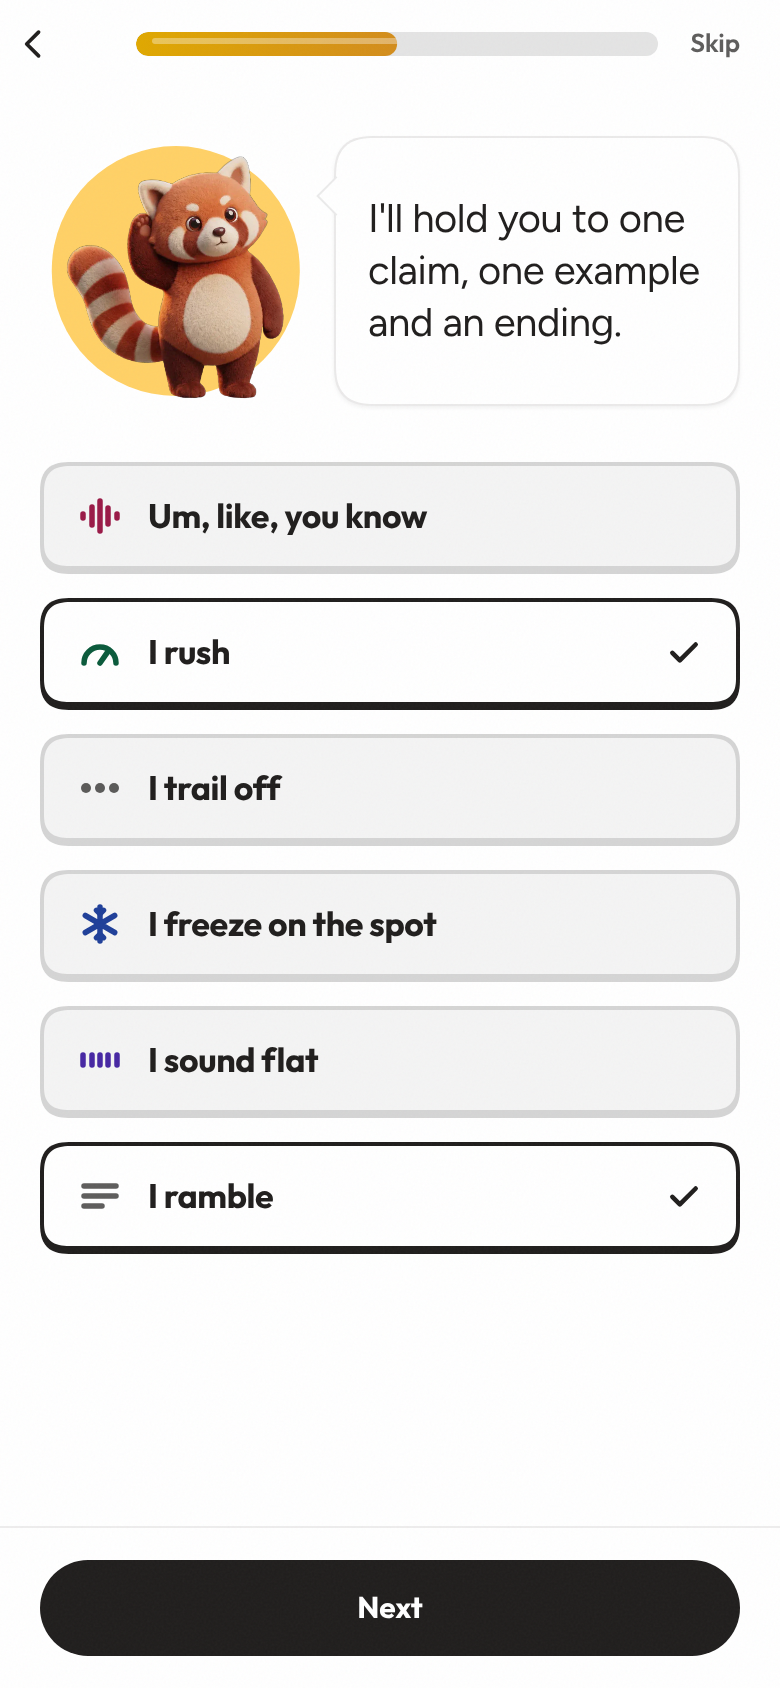 Skip
I'll hold you to one
claim, one example
and an ending.
Um, like, you know
I rush
I trail off
I freeze on the spot
I sound flat
I ramble
Next